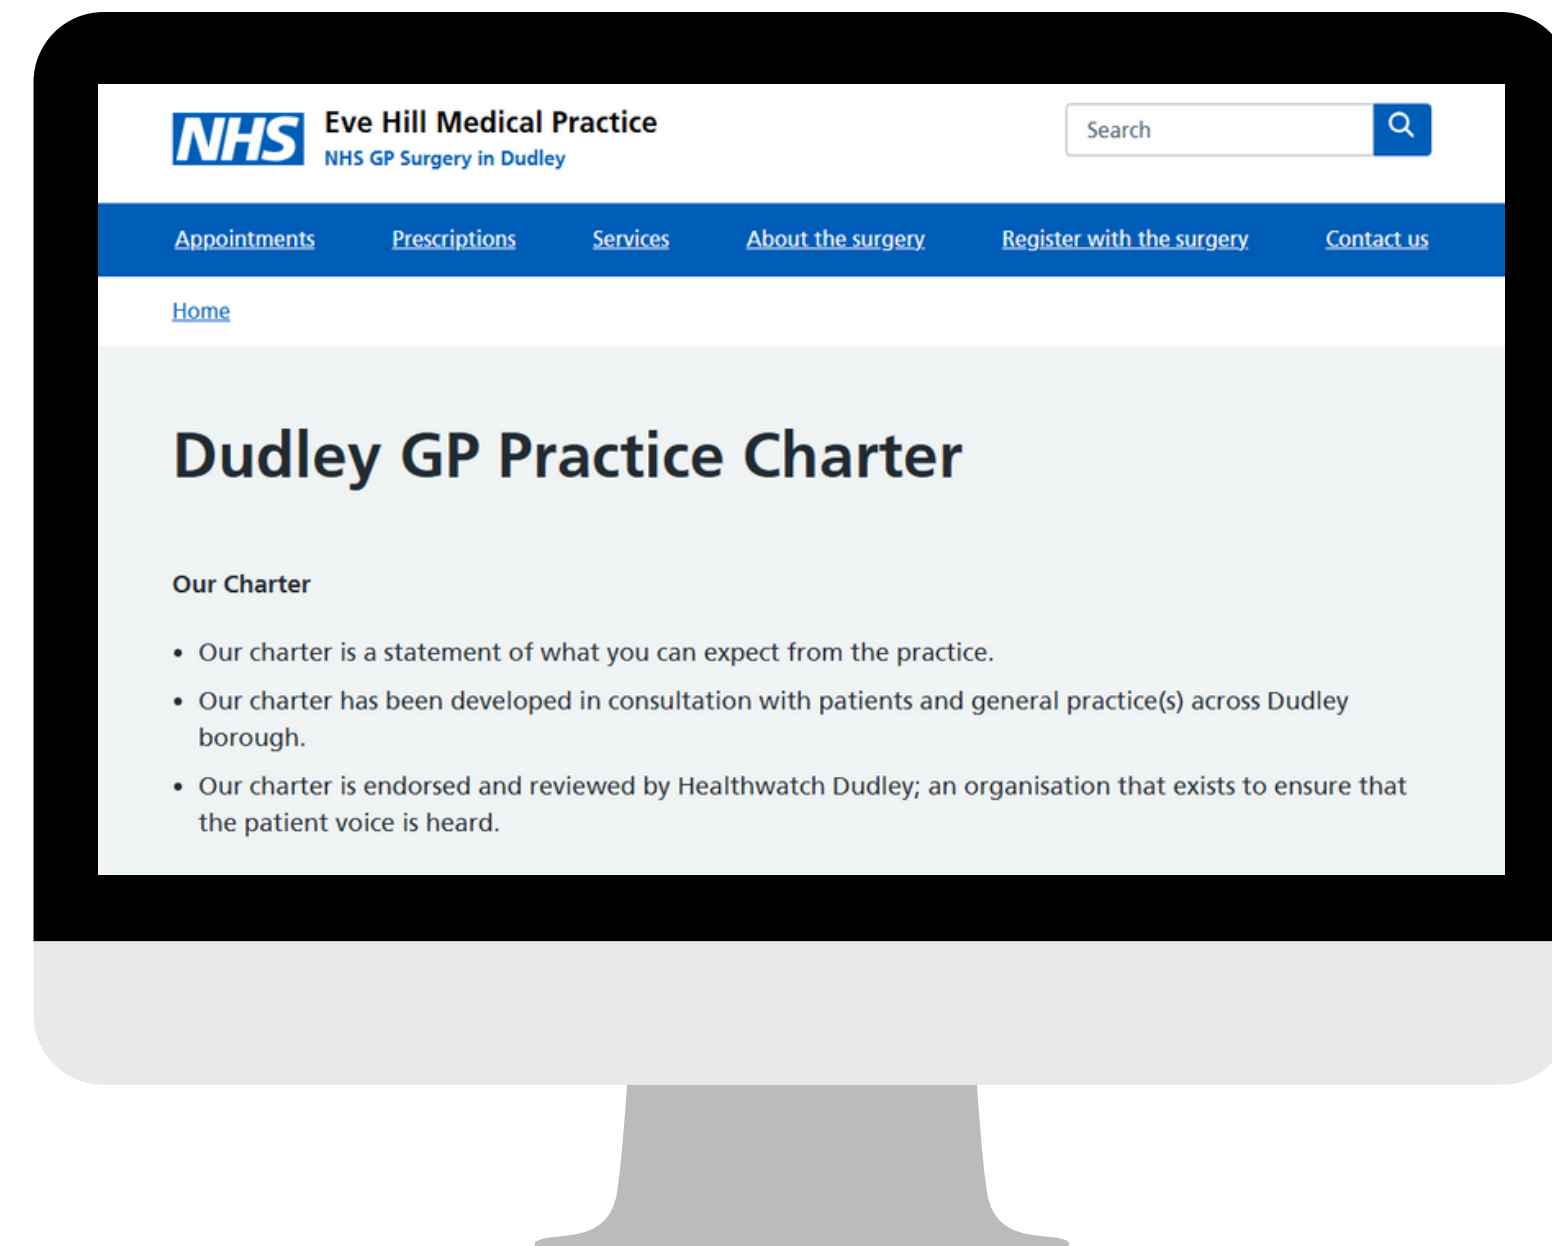 NHS
Eve Hill Medical Practice
NHS GP Surgery in Dudley
Search
Appointments
Prescriptions
Services
About the surgery
Register with the surgery
Contact us
Home
Dudley GP Practice Charter
Our Charter
• Our charter is a statement of what you can expect from the practice.
• Our charter has been developed in consultation with patients and general practice(s) across Dudley
borough.
• Our charter is endorsed and reviewed by Healthwatch Dudley; an organisation that exists to ensure that
the patient voice is heard.